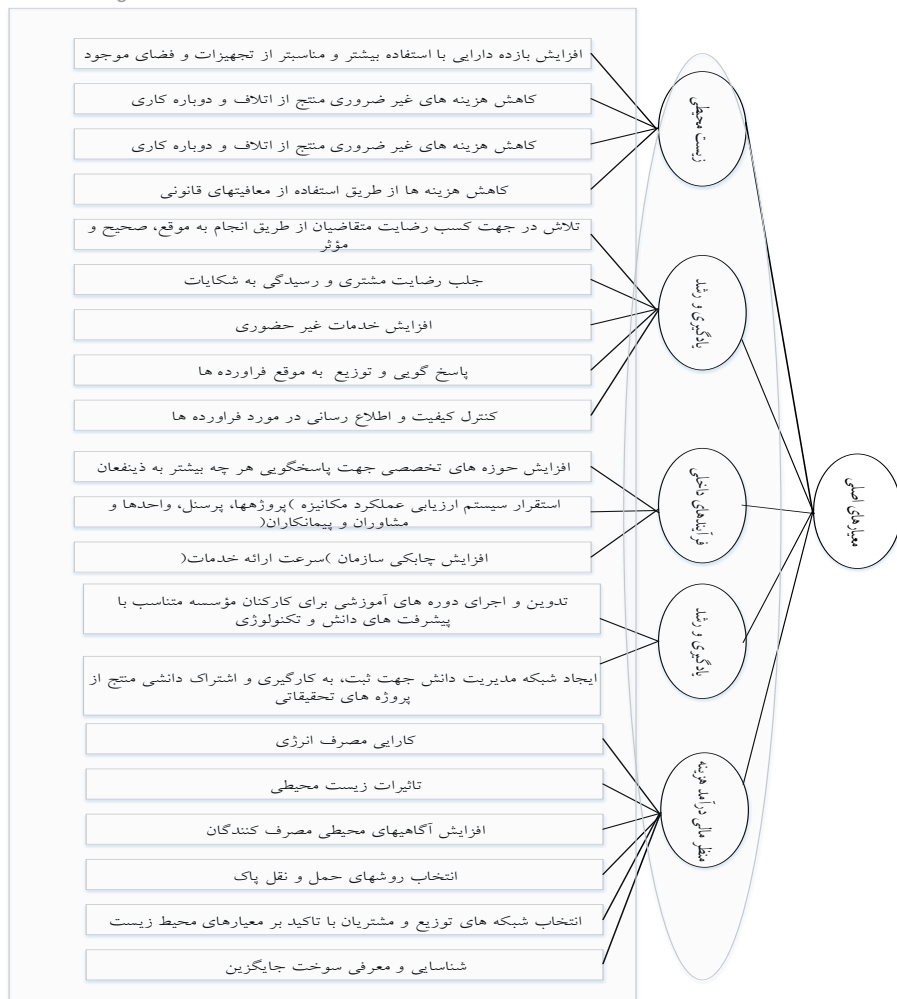 معیارهای اصلی
زیست محیطی
افزایش بازده دارایی با استفاده بیشتر و مناسبتر از تجهیزات و فضای موجود
کاهش هزینه های غیر ضروری منتج از اتلاف و دوباره کاری
کاهش هزینه های غیر ضروری منتج از اتلاف و دوباره کاری
کاهش هزینه ها از طریق استفاده از معافیتهای قانونی
یادگیری و رشد
تلاش در جهت کسب رضایت متقاضیان از طریق انجام به موقع، صحیح و
مؤثر
جلب رضایت مشتری و رسیدگی به شکایات
افزایش خدمات غیر حضوری
پاسخ گویی و توزیع به موقع فراورده ها
کنترل کیفیت و اطلاع رسانی در مورد فراورده ها
فرآیندهای داخلی
افزایش حوزه های تخصصی جهت پاسخگویی هر چه بیشتر به ذینفعان
استقرار سیستم ارزیابی عملکرد مکانیزه )پروژهها، پرسنل، واحدها و
مشاوران و پیمانکاران(
افزایش چابکی سازمان )سرعت ارائه خدمات(
یادگیری و رشد
تدوین و اجرای دوره های آموزشی برای کارکنان مؤسسه متناسب با
پیشرفت های دانش و تکنولوژی
ایجاد شبکه مدیریت دانش جهت ثبت، به کارگیری و اشتراک دانشی منتج از
پروژه های تحقیقاتی
منظر مالی درآمد هزینه
کارایی مصرف انرژی
تاثیرات زیست محیطی
افزایش آگاهیهای محیطی مصرف کنندگان
انتخاب روشهای حمل و نقل پاک
انتخاب شبکه های توزیع و مشتریان با تاکید بر معیارهای محیط زیست
شناسایی و معرفی سوخت جایگزین